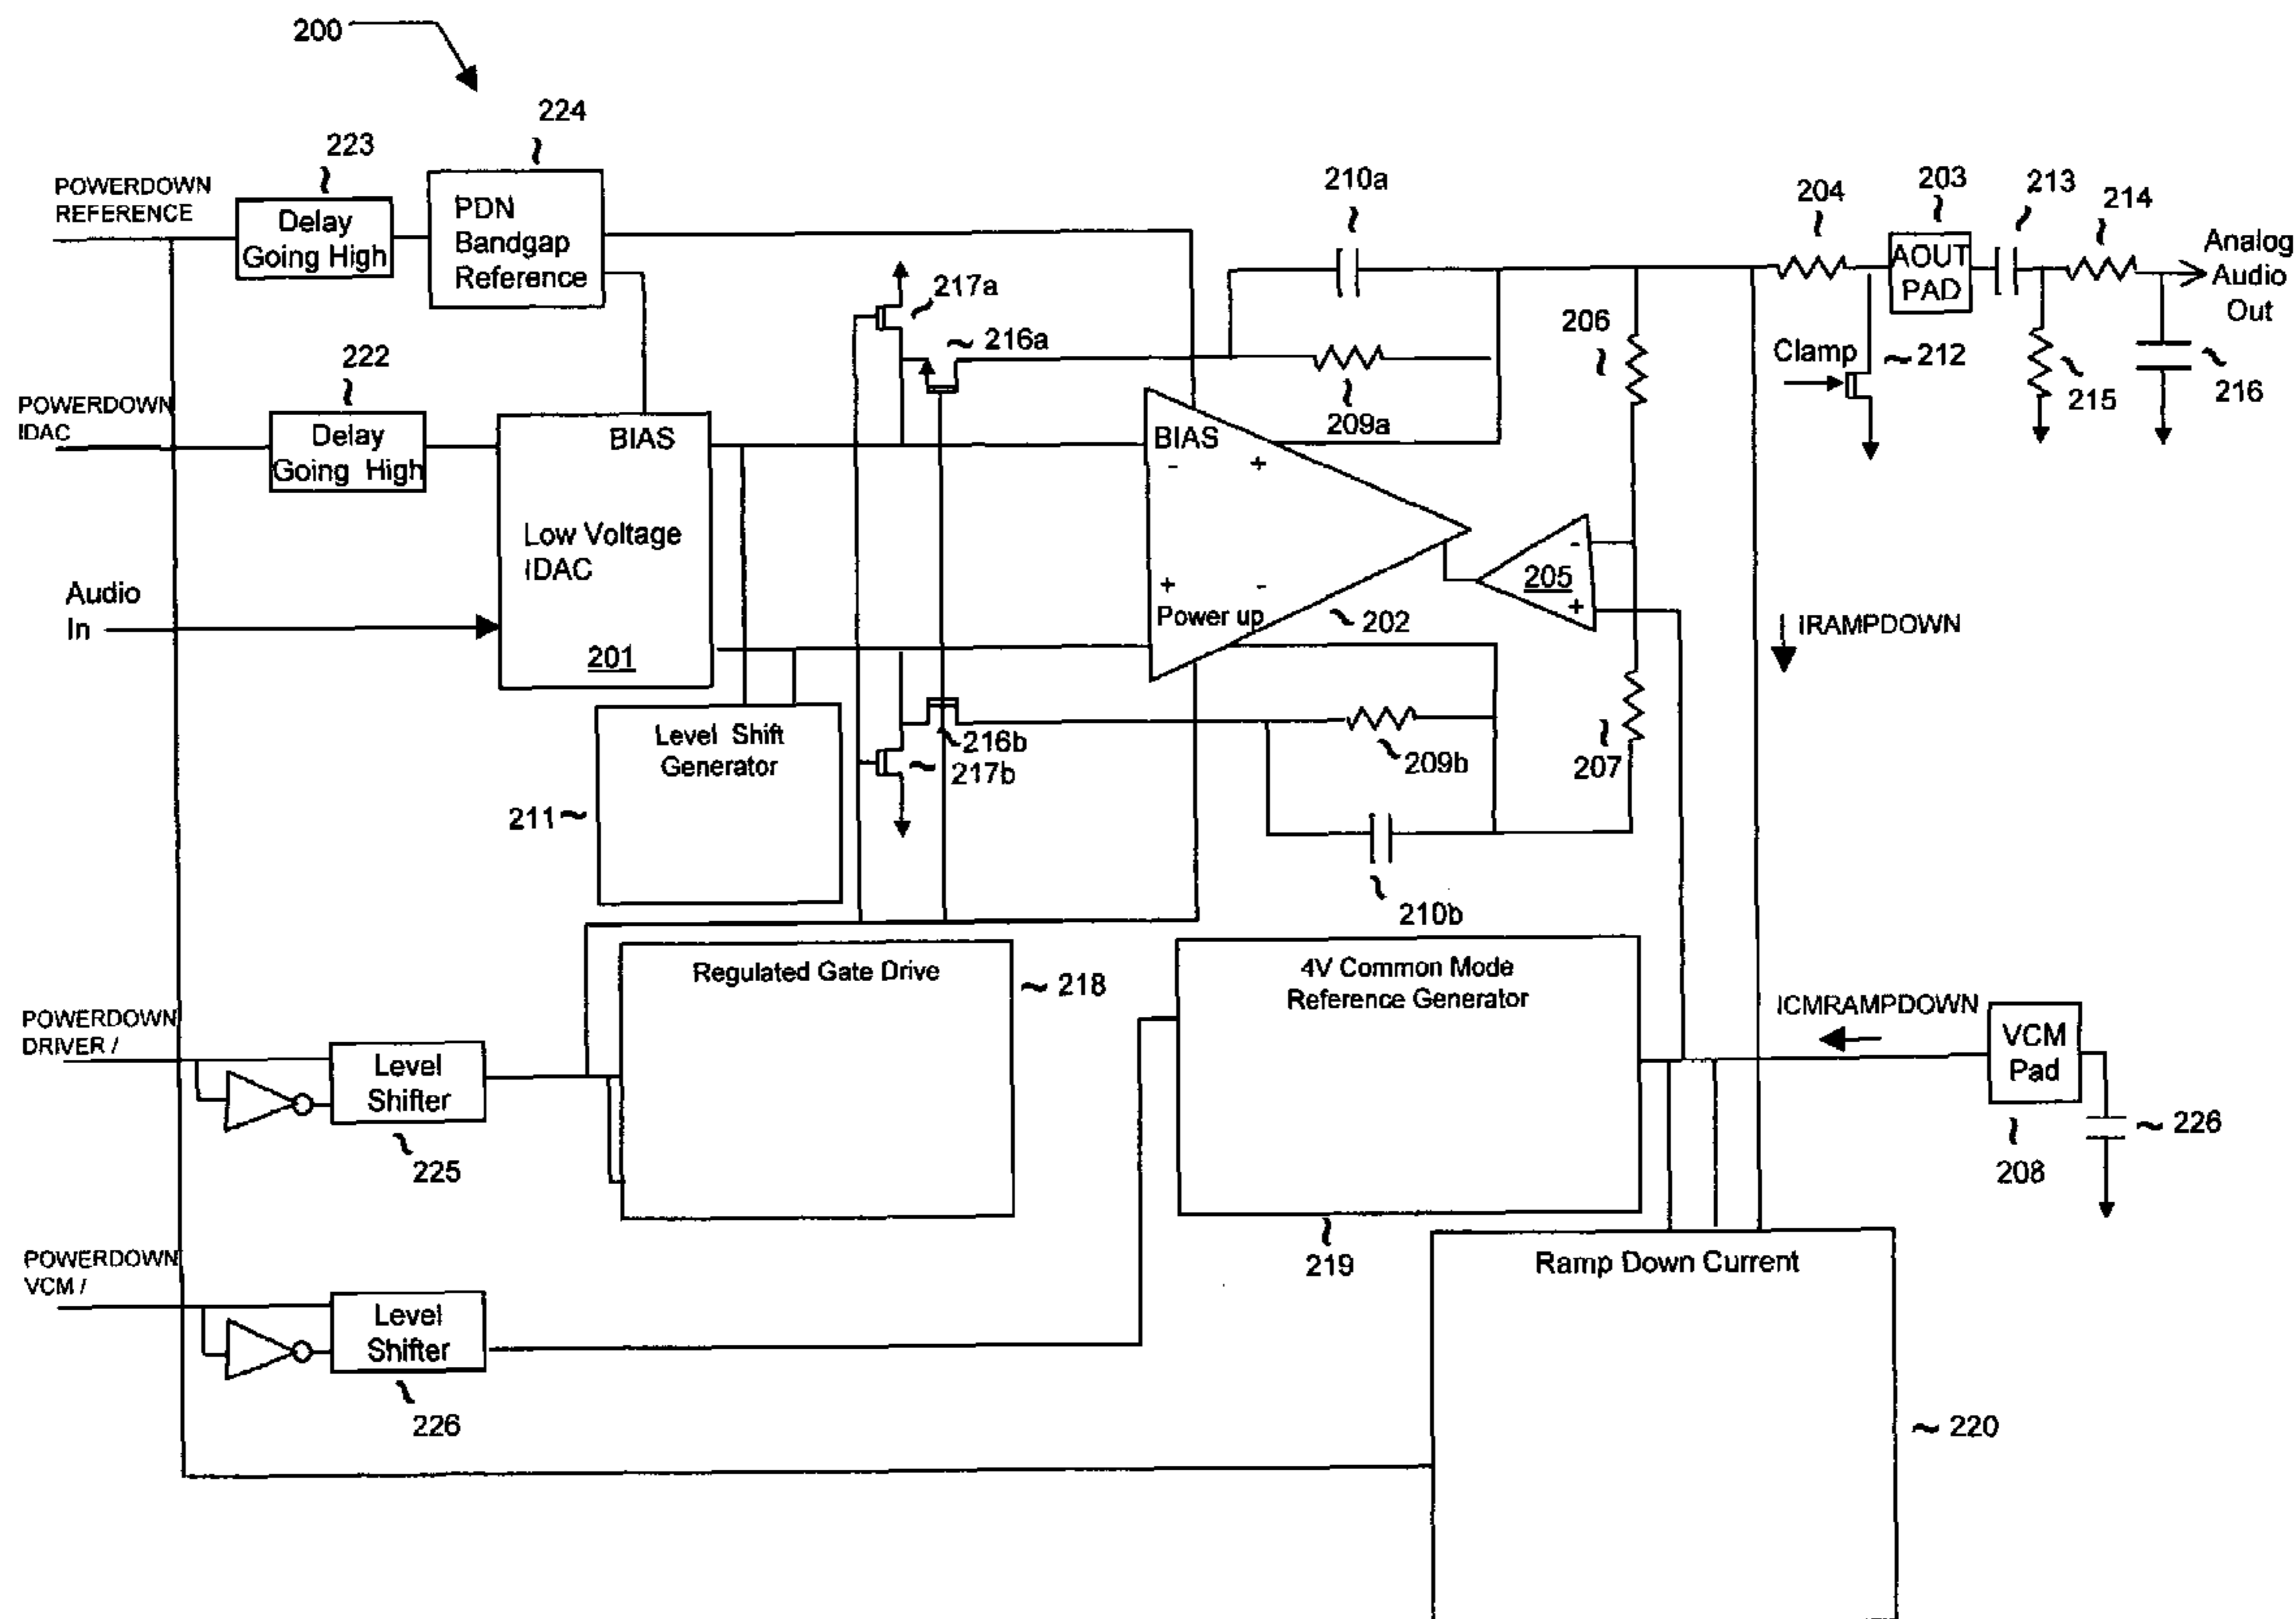 200
224
223
POWERDOWN
REFERENCE
Delay
Going High
PDN
Bandgap
Reference
210a
204
203
213
214
AOUT
PAD
Analog
Audio
Out
217a
216a
209a
206
Clamp
212
215
216
222
POWERDOWN
IDAC
Delay
Going High
BIAS
Low Voltage
IDAC
201
BIAS
-
+
+
-
Power up
202
-
205
+
Audio
In
IRAMPDOWN
Level Shift
Generator
211
216b
217b
209b
207
210b
POWERDOWN
DRIVER /
Level
Shifter
225
Regulated Gate Drive
218
4V Common Mode
Reference Generator
219
ICMRAMPDOWN
VCM
Pad
208
226
POWERDOWN
VCM /
Level
Shifter
226
Ramp Down Current
220